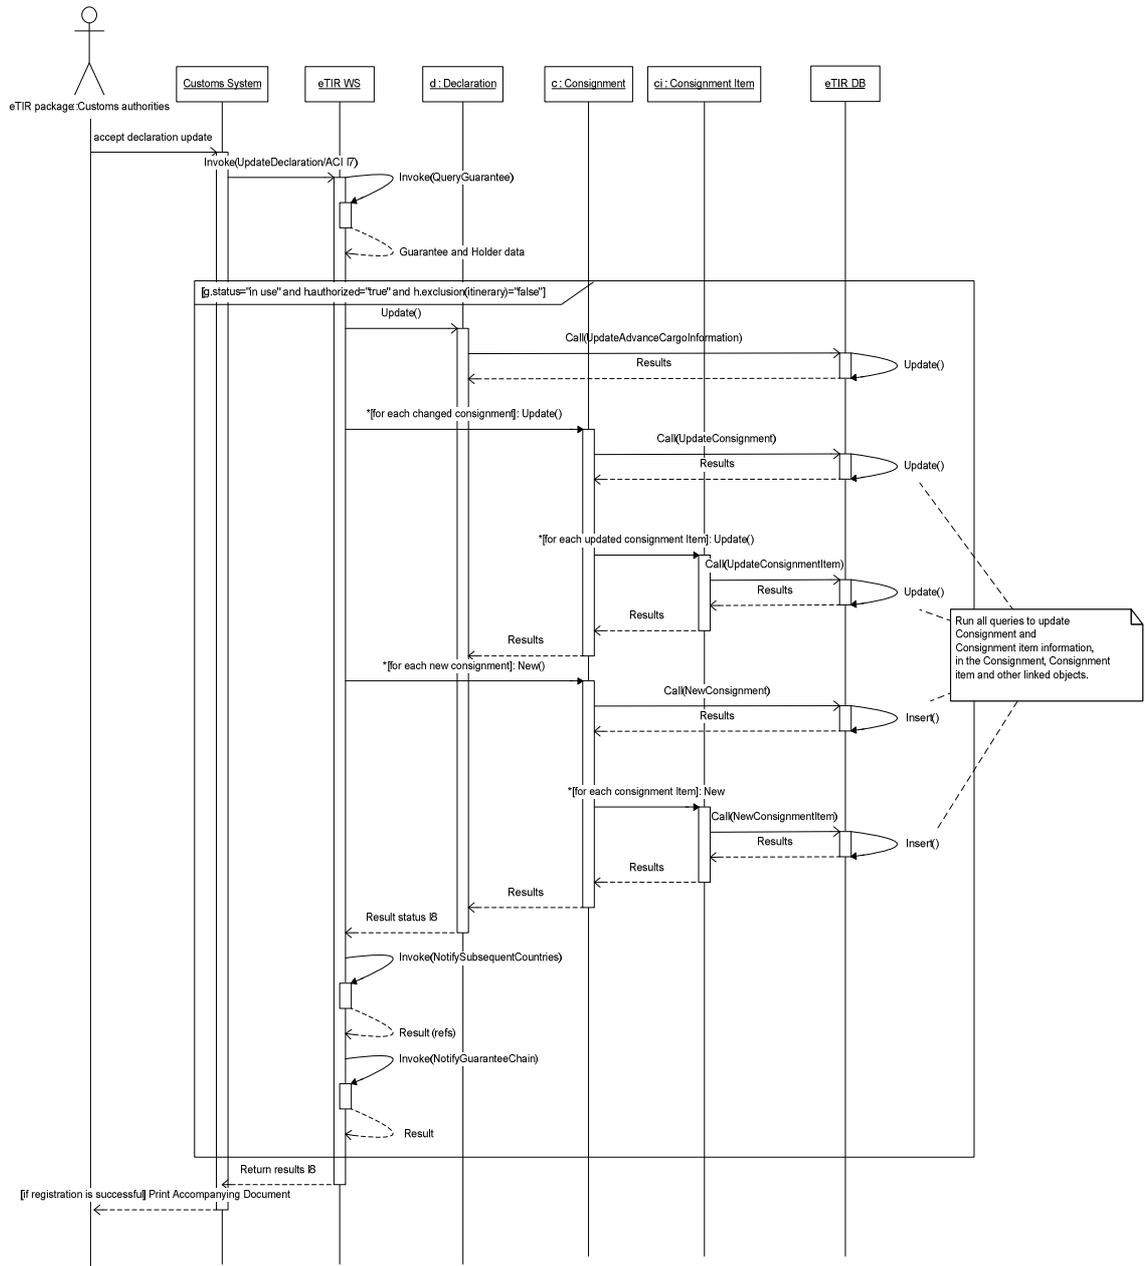 Customs System
eTIR WS
d : Declaration
c : Consignment
ci : Consignment Item
eTIR DB
eTIR package::Customs authorities
accept declaration update
Invoke(UpdateDeclaration/ACI I7)
Invoke(QueryGuarantee)
Guarantee and Holder data
[g.status="in use" and h.authorized="true" and h.exclusion(itinerary)="false"]
Update()
Call(UpdateAdvanceCargoInformation)
Results
Update()
*[for each changed consignment]: Update()
Call(UpdateConsignment)
Results
Update()
*[for each updated consignment Item]: Update()
Call(UpdateConsignmentItem)
Results
Update()
Results
Results
Run all queries to update
Consignment and
Consignment item information,
in the Consignment, Consignment
item and other linked objects.
*[for each new consignment]: New()
Call(NewConsignment)
Results
Insert()
*[for each consignment Item]: New
Call(NewConsignmentItem)
Results
Insert()
Results
Results
Result status I8
Invoke(NotifySubsequentCountries)
Result (refs)
Invoke(NotifyGuaranteeChain)
Result
Return results I8
[if registration is successful] Print Accompanying Document